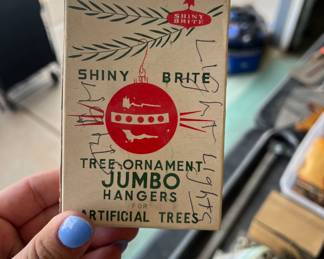 SHINY
BRITE
SHINY BRITE
TREE ORNAMENT
JUMBO
HANGERS
FOR
ARTIFICIAL TREES